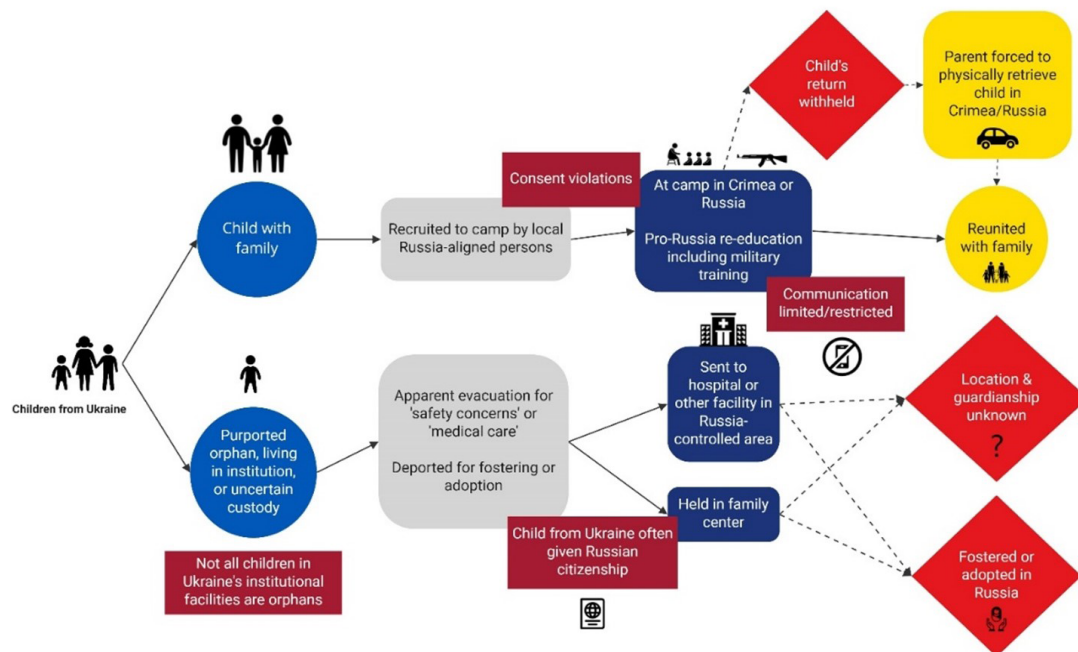 Children from Ukraine
Child with
family
Recruited to camp by local
Russia-aligned persons
Consent violations
At camp in Crimea or
Russia
Pro-Russia re-education
including military
training
Child's
return
withheld
Parent forced to
physically retrieve
child in
Crimea/Russia
Reunited
with family
Communication
limited/restricted
Purported
orphan, living
in institution,
or uncertain
custody
Not all children in
Ukraine's institutional
facilities are orphans
Apparent evacuation for
'safety concerns' or
'medical care'
Deported for fostering or
adoption
Child from Ukraine often
given Russian
citizenship
Sent to
hospital or
other facility in
Russia-
controlled area
Held in family
center
Location &
guardianship
unknown
?
Fostered or
adopted in
Russia